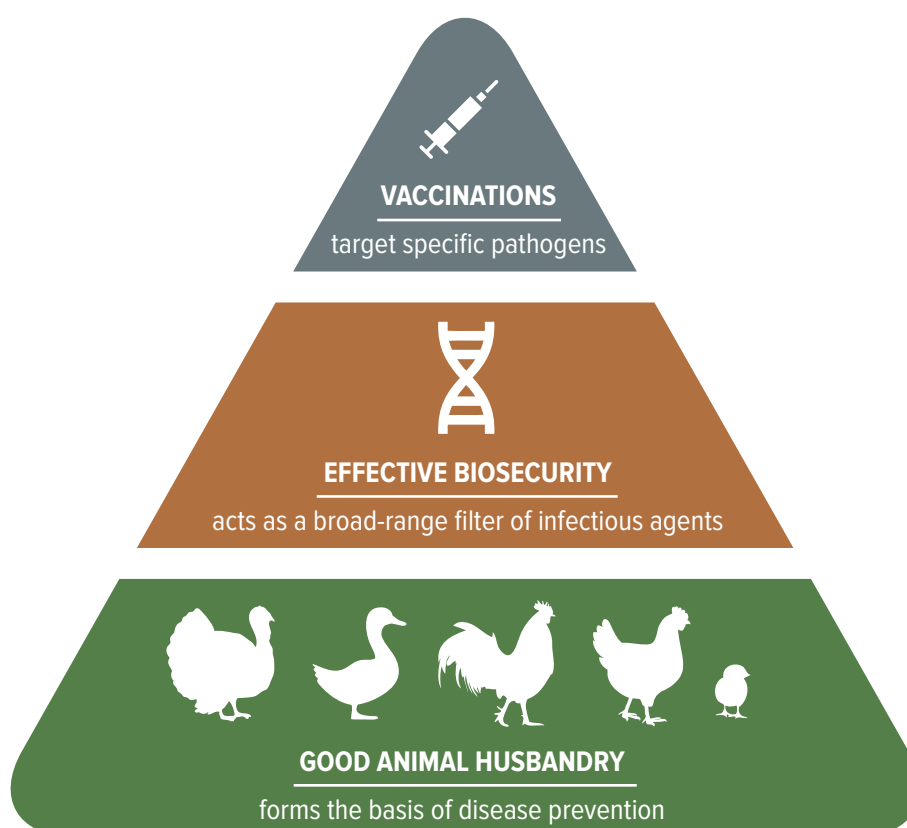 VACCINATIONS
target specific pathogens
EFFECTIVE BIOSECURITY
acts as a broad-range filter of infectious agents
GOOD ANIMAL HUSBANDRY
forms the basis of disease prevention